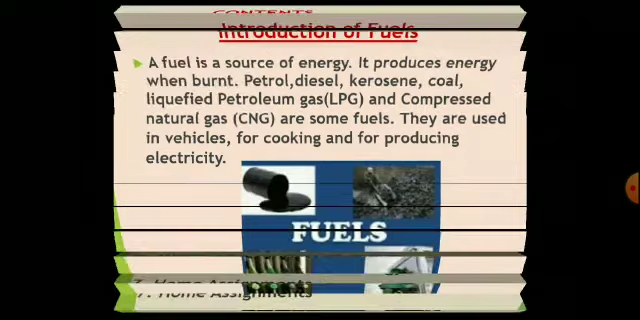 CONTENTS
Introduction of Fuels
A fuel is a source of energy. It produces energy
when burnt. Petrol,diesel, kerosene, coal,
liquefied Petroleum gas(LPG) and Compressed
natural gas (CNG) are some fuels. They are used
in vehicles, for cooking and for producing
electricity.
FUELS
7. Home Assignments